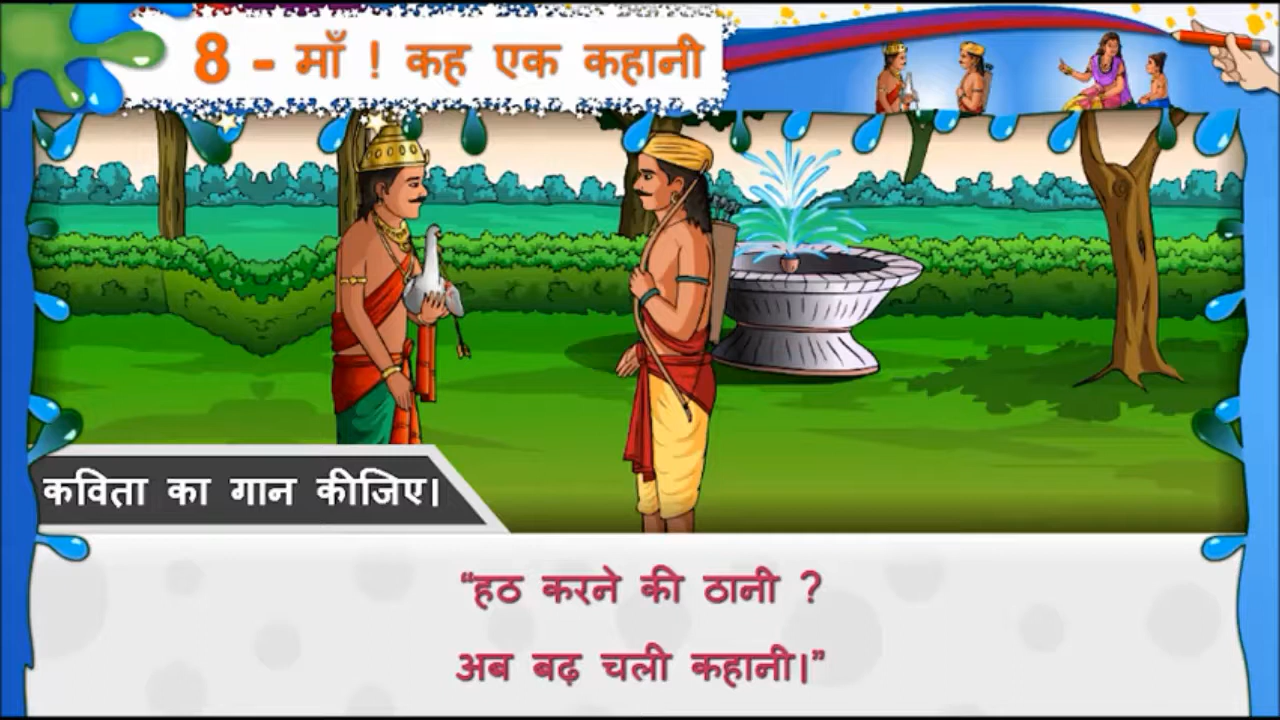 8 - माँ ! कह एक कहानी
कविता का गान कीजिए।
“हठ करने की ठानी ?
अब बढ़ चली कहानी।”